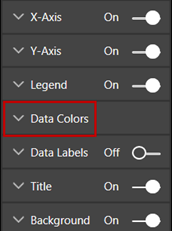 X-Axis On
Y-Axis On
Legend On
Data Colors
Data Labels Off
Title On
Background On